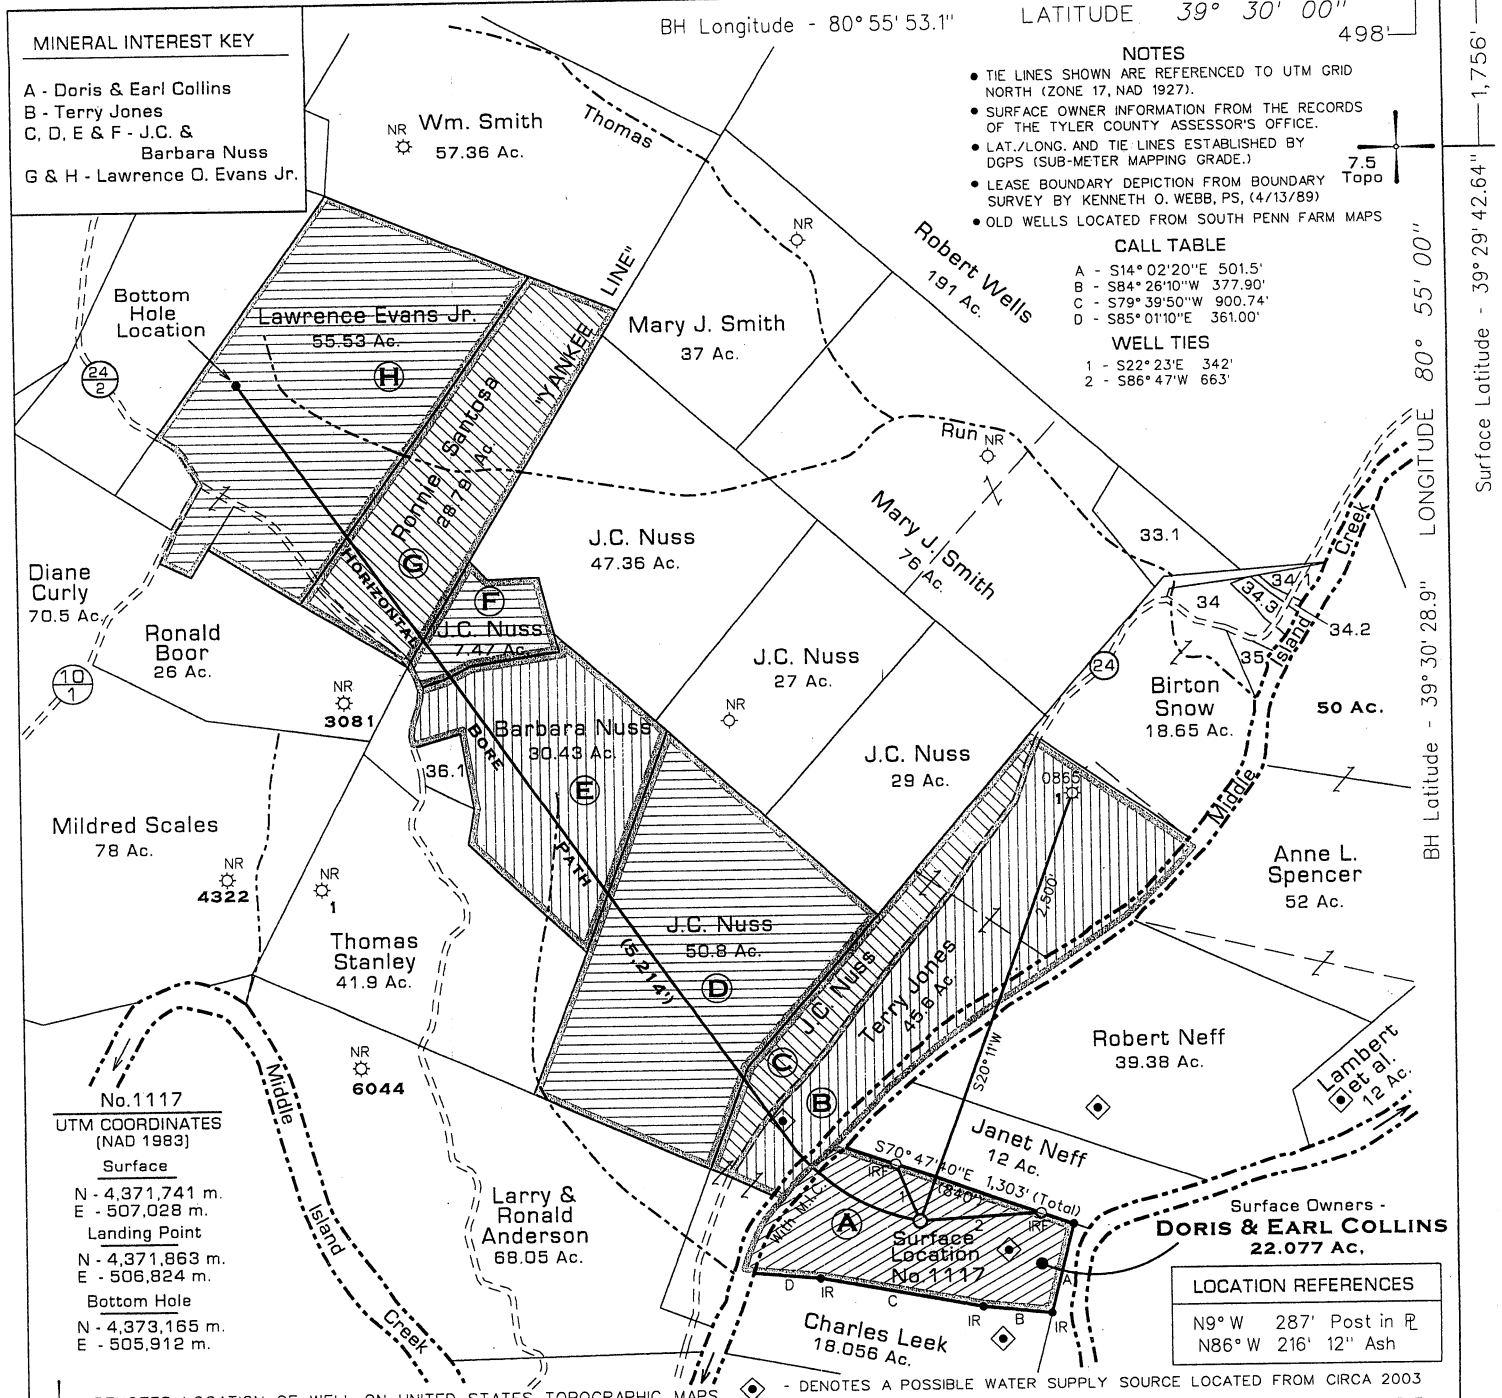 BH Longitude - 80° 55' 53.1"
LATITUDE 39° 30' 00"
498'
1,756'
MINERAL INTEREST KEY
A - Doris & Earl Collins
B - Terry Jones
C, D, E & F - J.C. &
Barbara Nuss
G & H - Lawrence O. Evans Jr.
NOTES
• TIE LINES SHOWN ARE REFERENCED TO UTM GRID
NORTH (ZONE 17, NAD 1927).
• SURFACE OWNER INFORMATION FROM THE RECORDS
OF THE TYLER COUNTY ASSESSOR'S OFFICE.
• LAT./LONG. AND TIE LINES ESTABLISHED BY
DGPS (SUB-METER MAPPING GRADE.)
• LEASE BOUNDARY DEPICTION FROM BOUNDARY
SURVEY BY KENNETH O. WEBB, PS, (4/13/89)
• OLD WELLS LOCATED FROM SOUTH PENN FARM MAPS
7.5
Topo
CALL TABLE
A - S14° 02'20"E 501.5'
B - S84° 26'10"W 377.90'
C - S79° 39'50"W 900.74'
D - S85° 01'10"E 361.00'
WELL TIES
1 - S22° 23'E 342'
2 - S86° 47'W 663'
Surface Latitude - 39° 29' 42.64"
LONGITUDE 80° 55' 00"
BH Latitude - 39° 30' 28.9"
NR
Wm. Smith
57.36 Ac.
Thomas
NR
Robert Wells
191 Ac.
Bottom
Hole
Location
Lawrence Evans Jr.
55.53 Ac.
H
"YANKEE LINE"
Mary J. Smith
37 Ac.
24
2
Ronnie Santosa
28.79 Ac.
G
Run
NR
Mary J. Smith
76 Ac.
J.C. Nuss
47.36 Ac.
33.1
34
34.3
34.1
34.2
35
Creek
Island
Middle
Diane
Curly
70.5 Ac.
Ronald
Boor
26 Ac.
10
1
HORIZONTAL
BORE
PATH
(5,214')
F
J.C. Nuss
7.47 Ac.
NR
3081
J.C. Nuss
27 Ac.
NR
24
Birton
Snow
18.65 Ac.
50 Ac.
Barbara Nuss
30.43 Ac.
E
36.1
J.C. Nuss
29 Ac.
0865
1
2,500'
S20° 11'W
Mildred Scales
78 Ac.
NR
4322
NR
1
Anne L.
Spencer
52 Ac.
Thomas
Stanley
41.9 Ac.
J.C. Nuss
50.8 Ac.
D
J.C. Nuss
C
Terry Jones
45.6 Ac.
B
Robert Neff
39.38 Ac.
Lambert
et al.
12 Ac.
NR
6044
Middle
Island
Creek
No.1117
UTM COORDINATES
(NAD 1983)
Surface
N - 4,371,741 m.
E - 507,028 m.
Landing Point
N - 4,371,863 m.
E - 506,824 m.
Bottom Hole
N - 4,373,165 m.
E - 505,912 m.
Larry &
Ronald
Anderson
68.05 Ac.
Janet Neff
12 Ac.
S70° 47'40"E 1,303' (Total)
(840')
IRF
IRF
1
2
With M.I.C.
A
Surface
Location
No.1117
D
IR
C
IR
B
IR
A
Surface Owners -
DORIS & EARL COLLINS
22.077 Ac.
LOCATION REFERENCES
N9° W 287' Post in PL
N86° W 216' 12" Ash
Charles Leek
18.056 Ac.
- DENOTES A POSSIBLE WATER SUPPLY SOURCE LOCATED FROM CIRCA 2003
LOCATION OF WELL ON UNITED STATES TOPOGRAPHIC MAPS